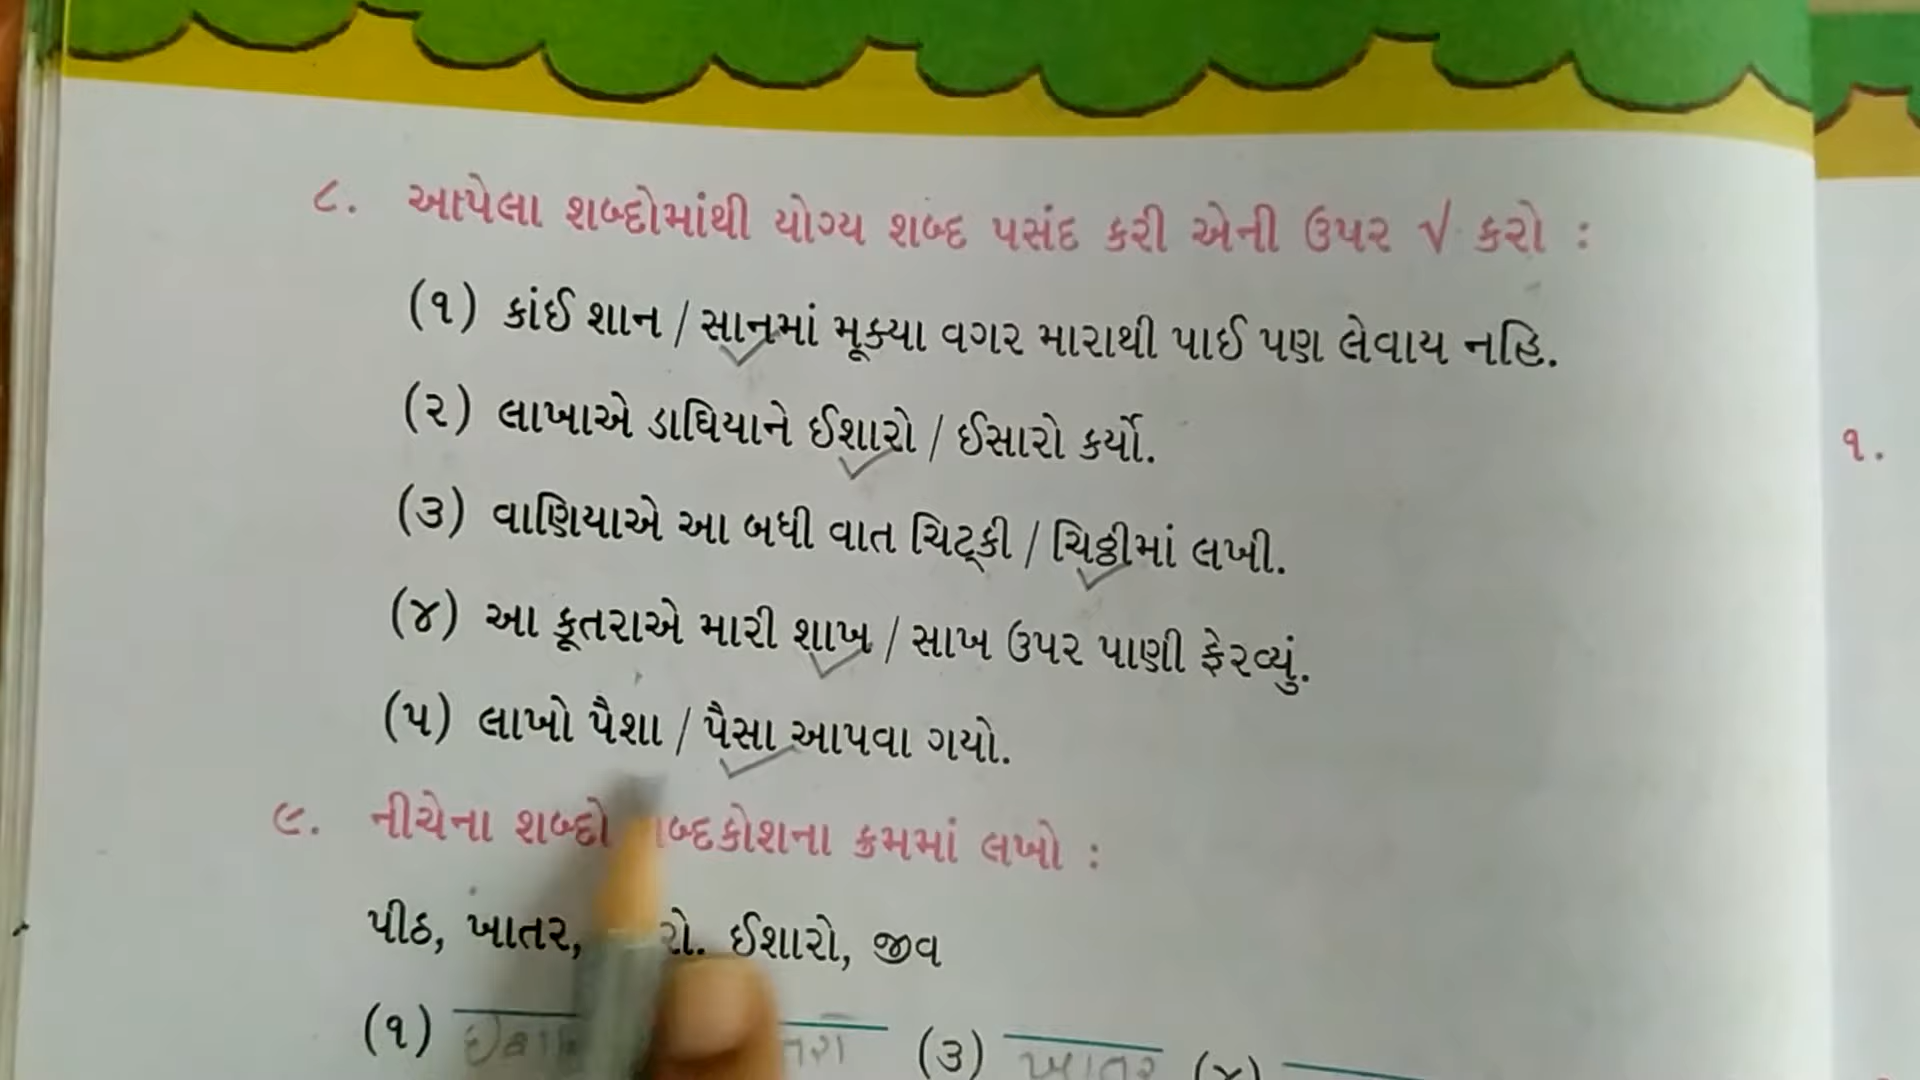 ૮. આપેલા શબ્દોમાંથી યોગ્ય શબ્દ પસંદ કરી એની ઉપર √ કરો :
(૧) કાંઈ શાન / સાનમાં મૂક્યા વગર મારાથી પાઈ પણ લેવાય નહિ.
(૨) લાખાએ ડાઘિયાને ઈશારો / ઈસારો કર્યો.
(૩) વાણિયાએ આ બધી વાત ચિટ્કી / ચિઠ્ઠીમાં લખી.
(૪) આ કૂતરાએ મારી શાખ / સાખ ઉપર પાણી ફેરવ્યું.
(૫) લાખો પૈશા / પૈસા આપવા ગયો.
૯. નીચેના શબ્દો શબ્દકોશના ક્રમમાં લખો :
પીઠ, ખાતર, ઈશારો, જીવ
(૧) (૩) ખાતર (૪)
૧.